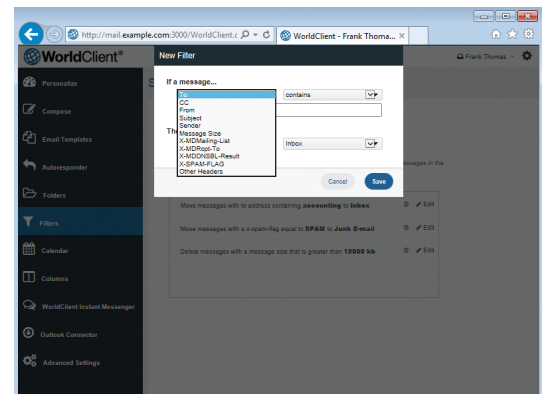 http://mail.example.com:3000/WorldClient.c
WorldClient - Frank Thoma...
WorldClient®
New Filter
Frank Thomas
Personalize
Compose
Email Templates
Autoresponder
Folders
Filters
Calendar
Columns
WorldClient Instant Messenger
Outlook Connector
Advanced Settings
If a message...
To
contains
CC
From
Subject
Sender
Message Size
X-MDMailing-List
X-MDRcpt-To
X-MDDNSBL-Result
X-SPAM-FLAG
Other Headers
Th
Inbox
essages in the
Cancel
Save
Move messages with to address containing accounting to Inbox
Edit
Move messages with a x-spam-flag equal to SPAM to Junk E-mail
Edit
Delete messages with a message size that is greater than 10000 kb
Edit